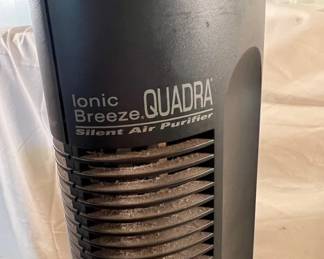 Ionic
Breeze® QUADRA®
Silent Air Purifier